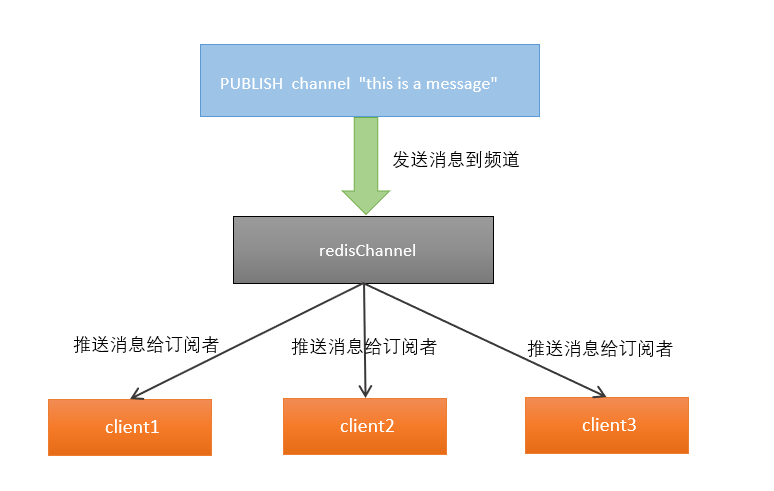 PUBLISH channel "this is a message"
发送消息到频道
redisChannel
推送消息给订阅者
推送消息给订阅者
推送消息给订阅者
client1
client2
client3